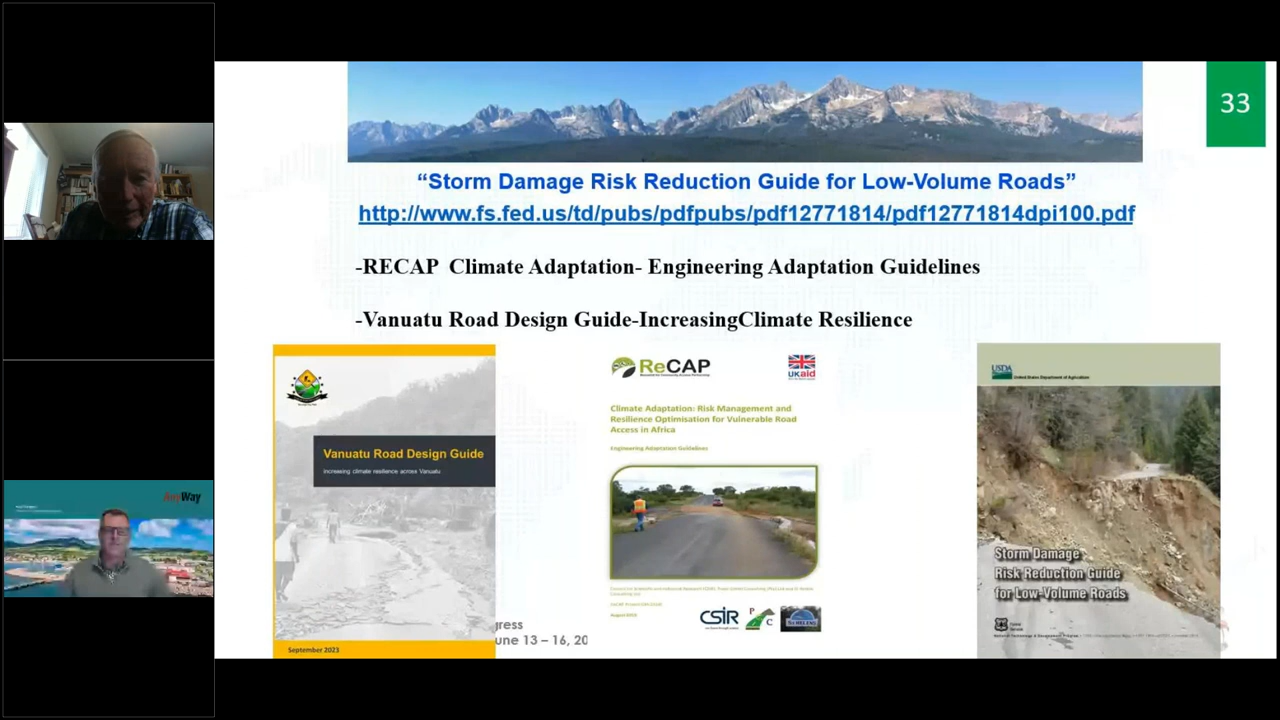 33
“Storm Damage Risk Reduction Guide for Low-Volume Roads”
http://www.fs.fed.us/td/pubs/pdfpubs/pdf12771814/pdf12771814dpi100.pdf
-RECAP Climate Adaptation- Engineering Adaptation Guidelines
-Vanuatu Road Design Guide-IncreasingClimate Resilience
Vanuatu Road Design Guide
Increasing climate resilience across Vanuatu
September 2023
ReCAP
UKaid
Climate Adaptation: Risk Management and
Resilience Optimisation for Vulnerable Road
Access in Africa
Engineering Adaptation Guidelines
CSIR
P
C
USDA
United States Department of Agriculture
Storm Damage
Risk Reduction Guide
for Low-Volume Roads
gress
une 13 – 16, 20
AnyWay